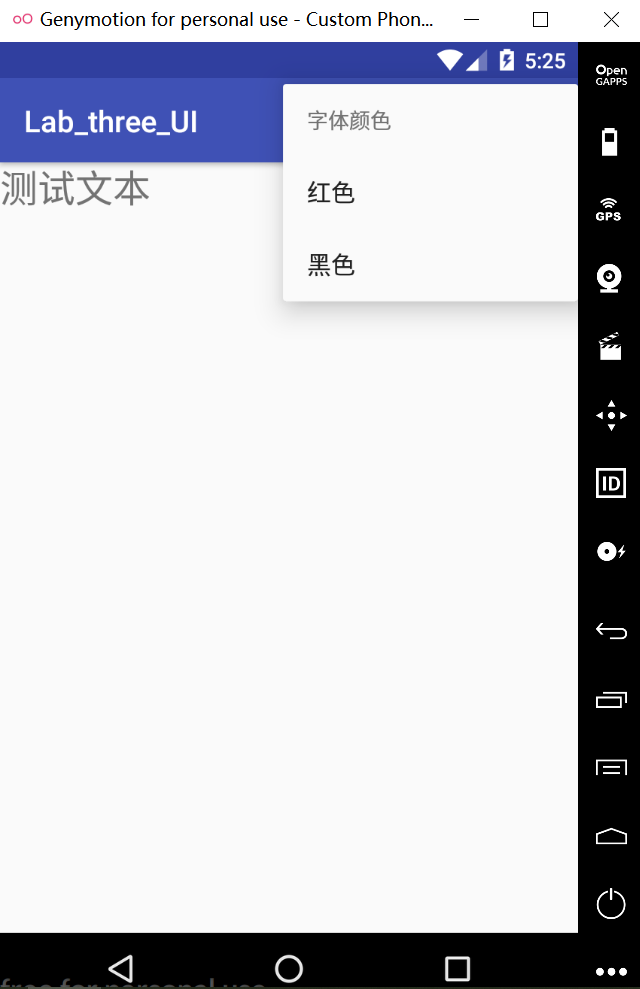 Genymotion for personal use - Custom Phon...
5:25
Open
GAPPS
Lab_three_UI
字体颜色
测试文本
红色
黑色
GPS
ID
free for personal use